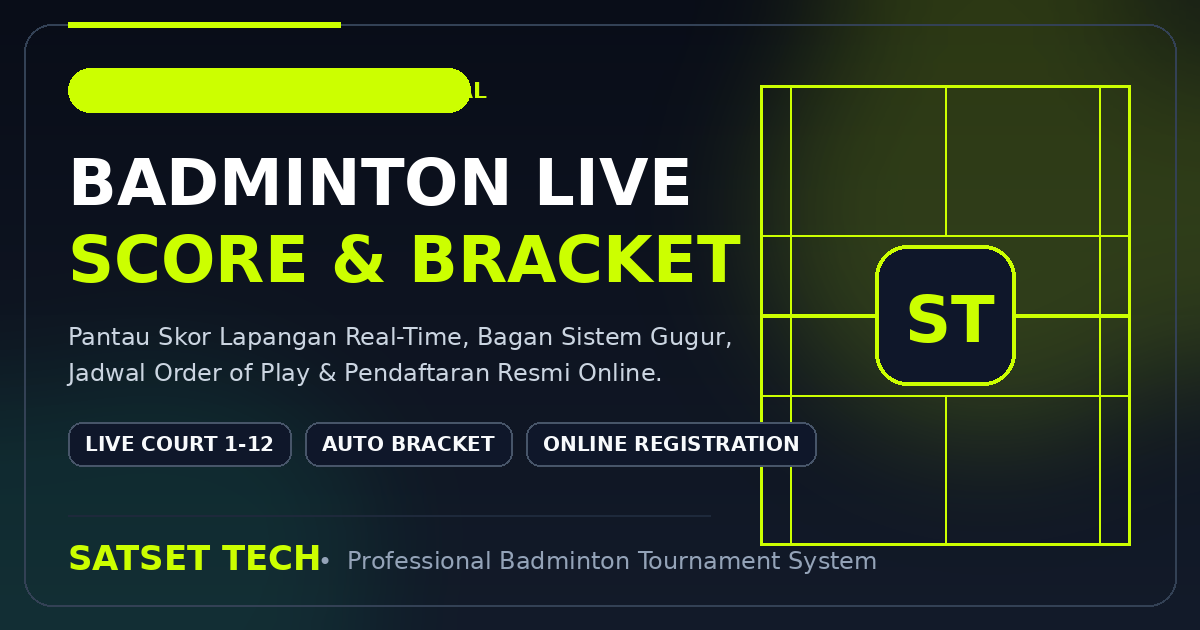 BADMINTON LIVE
SCORE & BRACKET
Pantau Skor Lapangan Real-Time, Bagan Sistem Gugur,
Jadwal Order of Play & Pendaftaran Resmi Online.
LIVE COURT 1-12 AUTO BRACKET ONLINE REGISTRATION
ST
SATSET TECH • Professional Badminton Tournament System